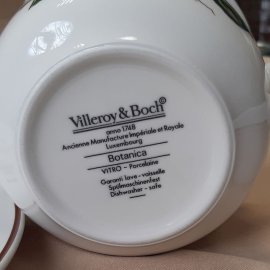 Villeroy & Boch©
anno 1748
Ancienne Manufacture Impériale et Royale
Luxembourg
Botanica
VITRO – Porcelaine
Garanti lave - vaisselle
Spülmaschinenfest
Dishwasher - safe